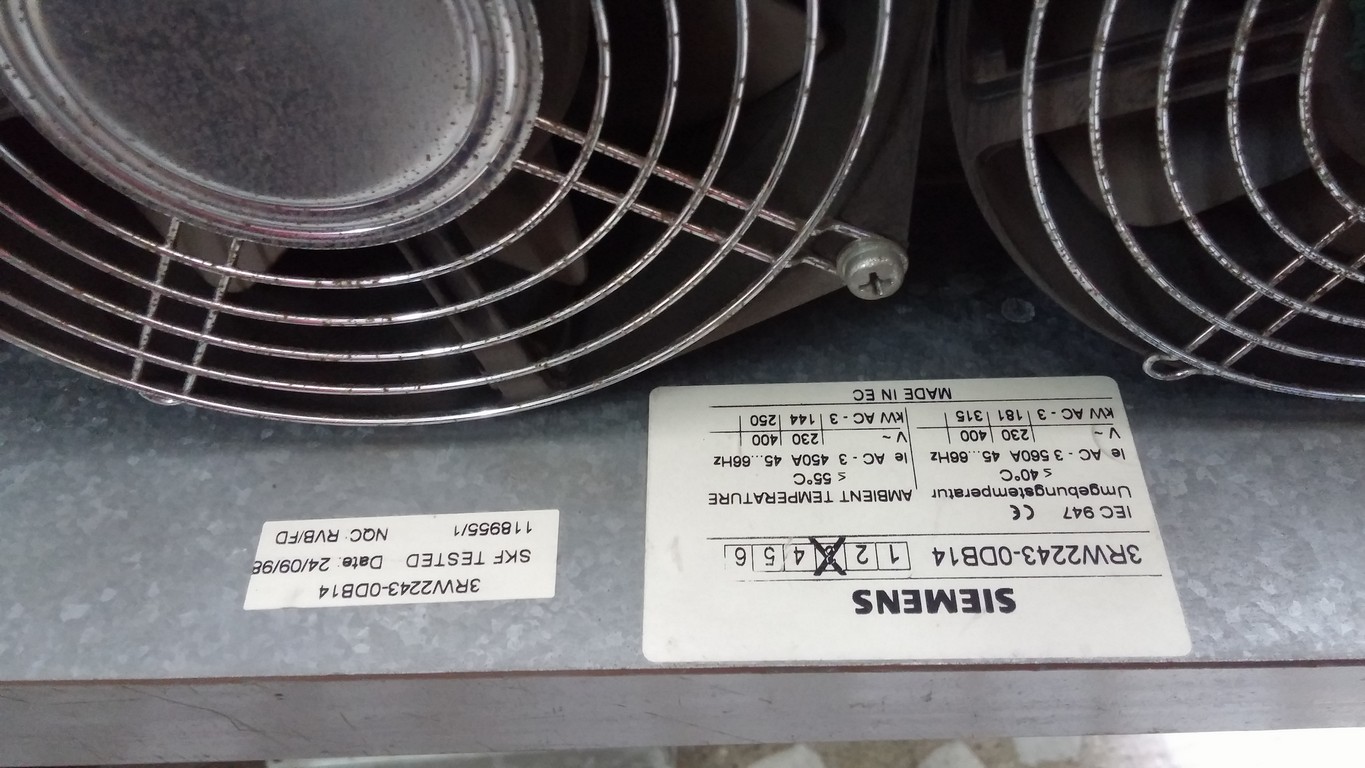 SIEMENS
3RW2243-0DB14 1 2 3 4 5 6
IEC 947 CE
Umgebungstemperatur AMBIENT TEMPERATURE
≤ 40°C ≤ 55°C
Ie AC - 3 560A 45...66Hz Ie AC - 3 450A 45...66Hz
V ~ 230 400 V ~ 230 400
kW AC - 3 181 315 kW AC - 3 144 250
MADE IN EC
3RW2243-0DB14
SKF TESTED Date: 24/09/98
118955/1 NQC: RVB/FD